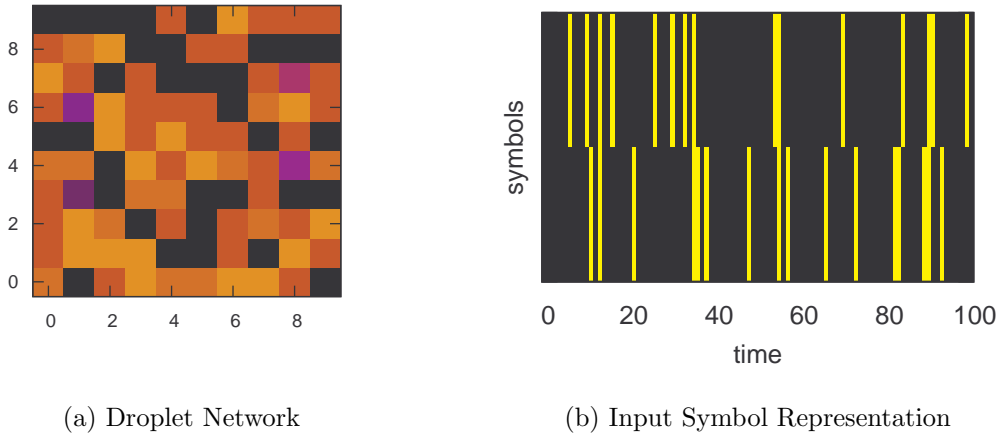 8
6
4
2
0
0 2 4 6 8
symbols
0 20 40 60 80 100
time
(a) Droplet Network
(b) Input Symbol Representation